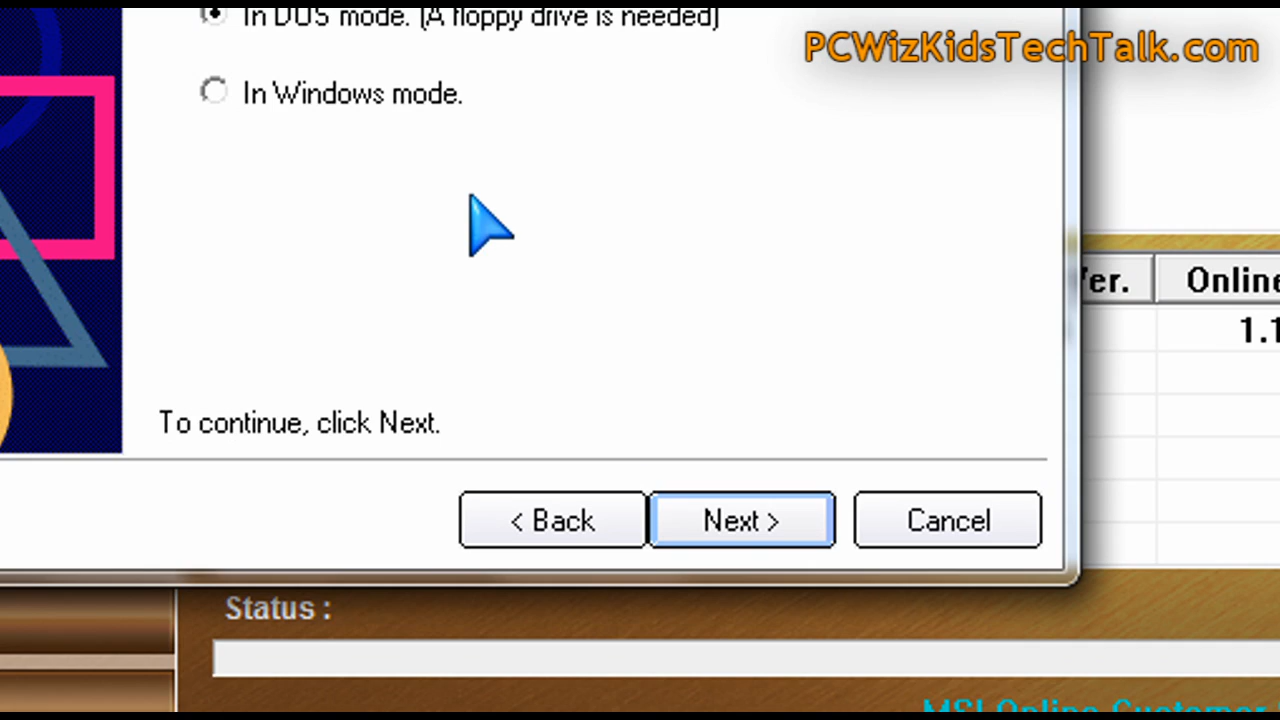 In DOS mode. (A floppy drive is needed)
PCWizKidsTechTalk.com
In Windows mode.
er. Online
1.1
To continue, click Next.
< Back Next > Cancel
Status :
MSI Online Customer